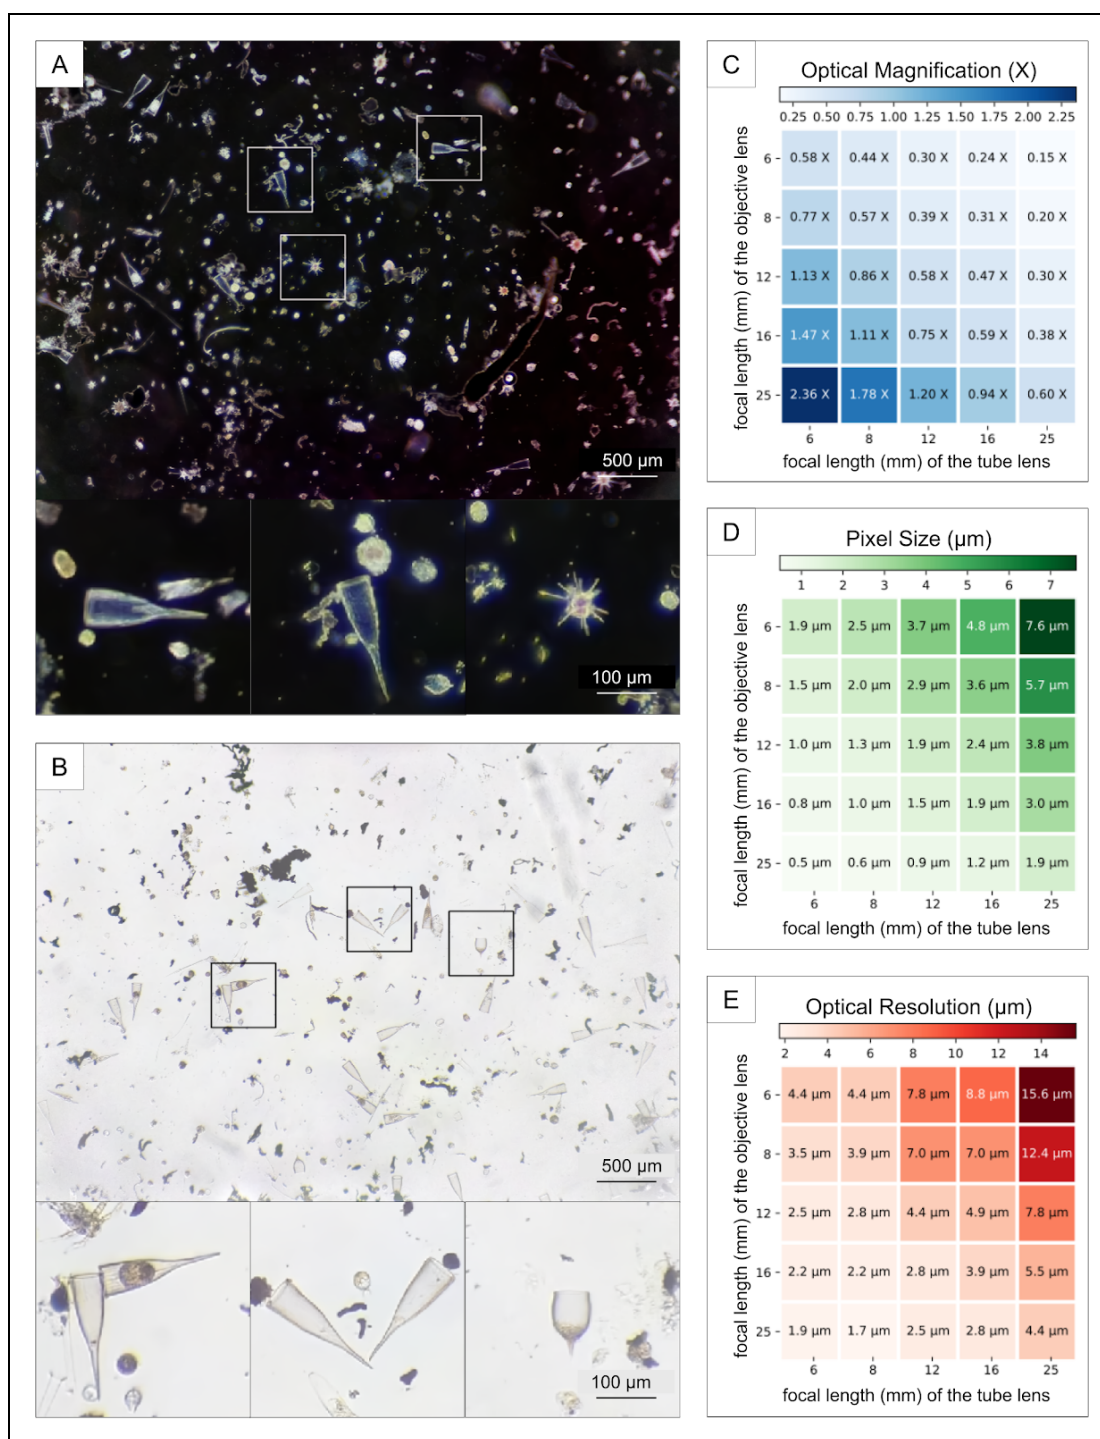 A
500 µm
100 µm
B
500 µm
100 µm
C
Optical Magnification (X)
0.25 0.50 0.75 1.00 1.25 1.50 1.75 2.00 2.25
focal length (mm) of the objective lens
6 0.58 X 0.44 X 0.30 X 0.24 X 0.15 X
8 0.77 X 0.57 X 0.39 X 0.31 X 0.20 X
12 1.13 X 0.86 X 0.58 X 0.47 X 0.30 X
16 1.47 X 1.11 X 0.75 X 0.59 X 0.38 X
25 2.36 X 1.78 X 1.20 X 0.94 X 0.60 X
6 8 12 16 25
focal length (mm) of the tube lens
D
Pixel Size (µm)
1 2 3 4 5 6 7
focal length (mm) of the objective lens
6 1.9 µm 2.5 µm 3.7 µm 4.8 µm 7.6 µm
8 1.5 µm 2.0 µm 2.9 µm 3.6 µm 5.7 µm
12 1.0 µm 1.3 µm 1.9 µm 2.4 µm 3.8 µm
16 0.8 µm 1.0 µm 1.5 µm 1.9 µm 3.0 µm
25 0.5 µm 0.6 µm 0.9 µm 1.2 µm 1.9 µm
6 8 12 16 25
focal length (mm) of the tube lens
E
Optical Resolution (µm)
2 4 6 8 10 12 14
focal length (mm) of the objective lens
6 4.4 µm 4.4 µm 7.8 µm 8.8 µm 15.6 µm
8 3.5 µm 3.9 µm 7.0 µm 7.0 µm 12.4 µm
12 2.5 µm 2.8 µm 4.4 µm 4.9 µm 7.8 µm
16 2.2 µm 2.2 µm 2.8 µm 3.9 µm 5.5 µm
25 1.9 µm 1.7 µm 2.5 µm 2.8 µm 4.4 µm
6 8 12 16 25
focal length (mm) of the tube lens